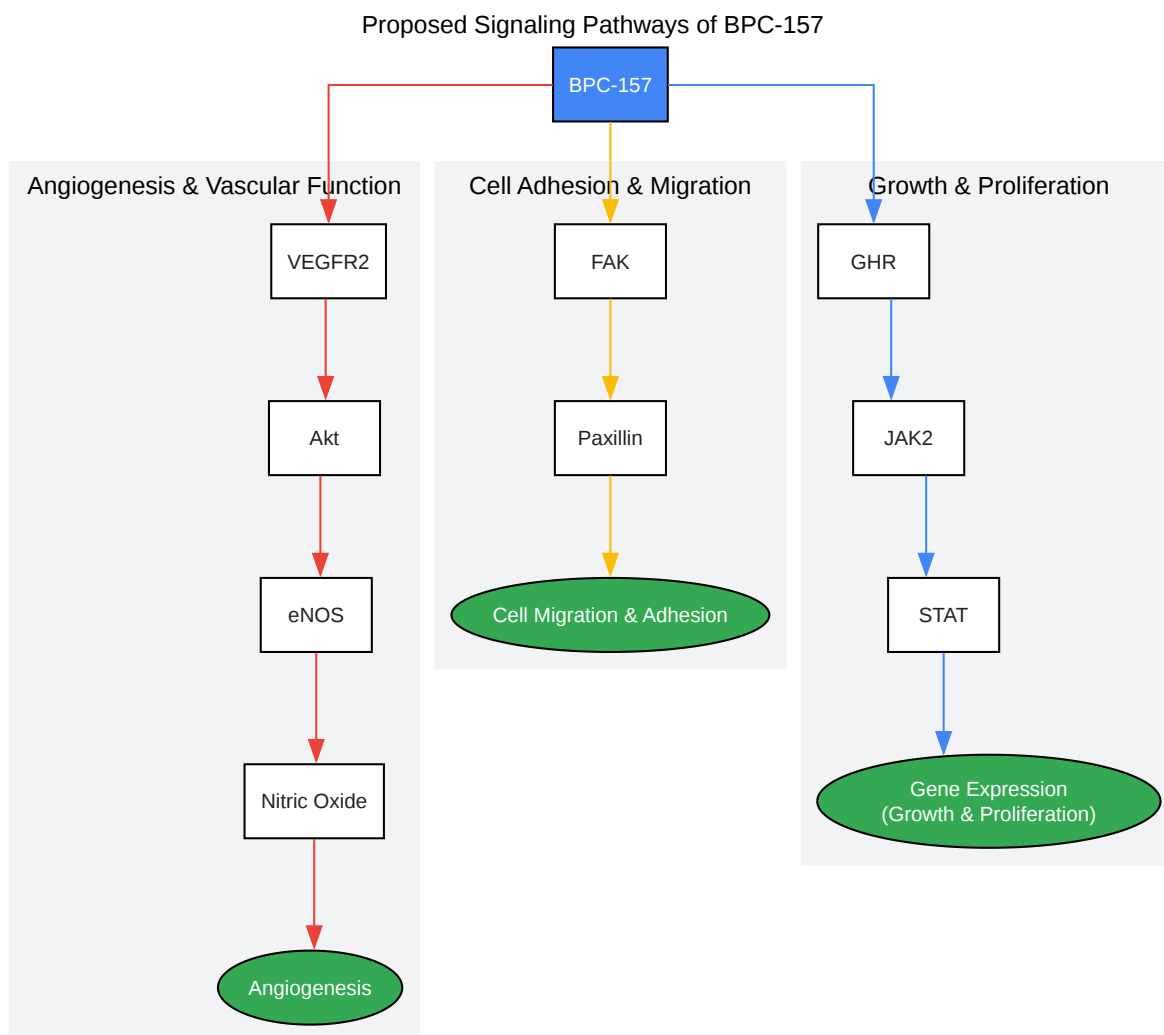 Proposed Signaling Pathways of BPC-157
BPC-157
Angiogenesis & Vascular Function
VEGFR2
Akt
eNOS
Nitric Oxide
Angiogenesis
Cell Adhesion & Migration
FAK
Paxillin
Cell Migration & Adhesion
Growth & Proliferation
GHR
JAK2
STAT
Gene Expression
(Growth & Proliferation)